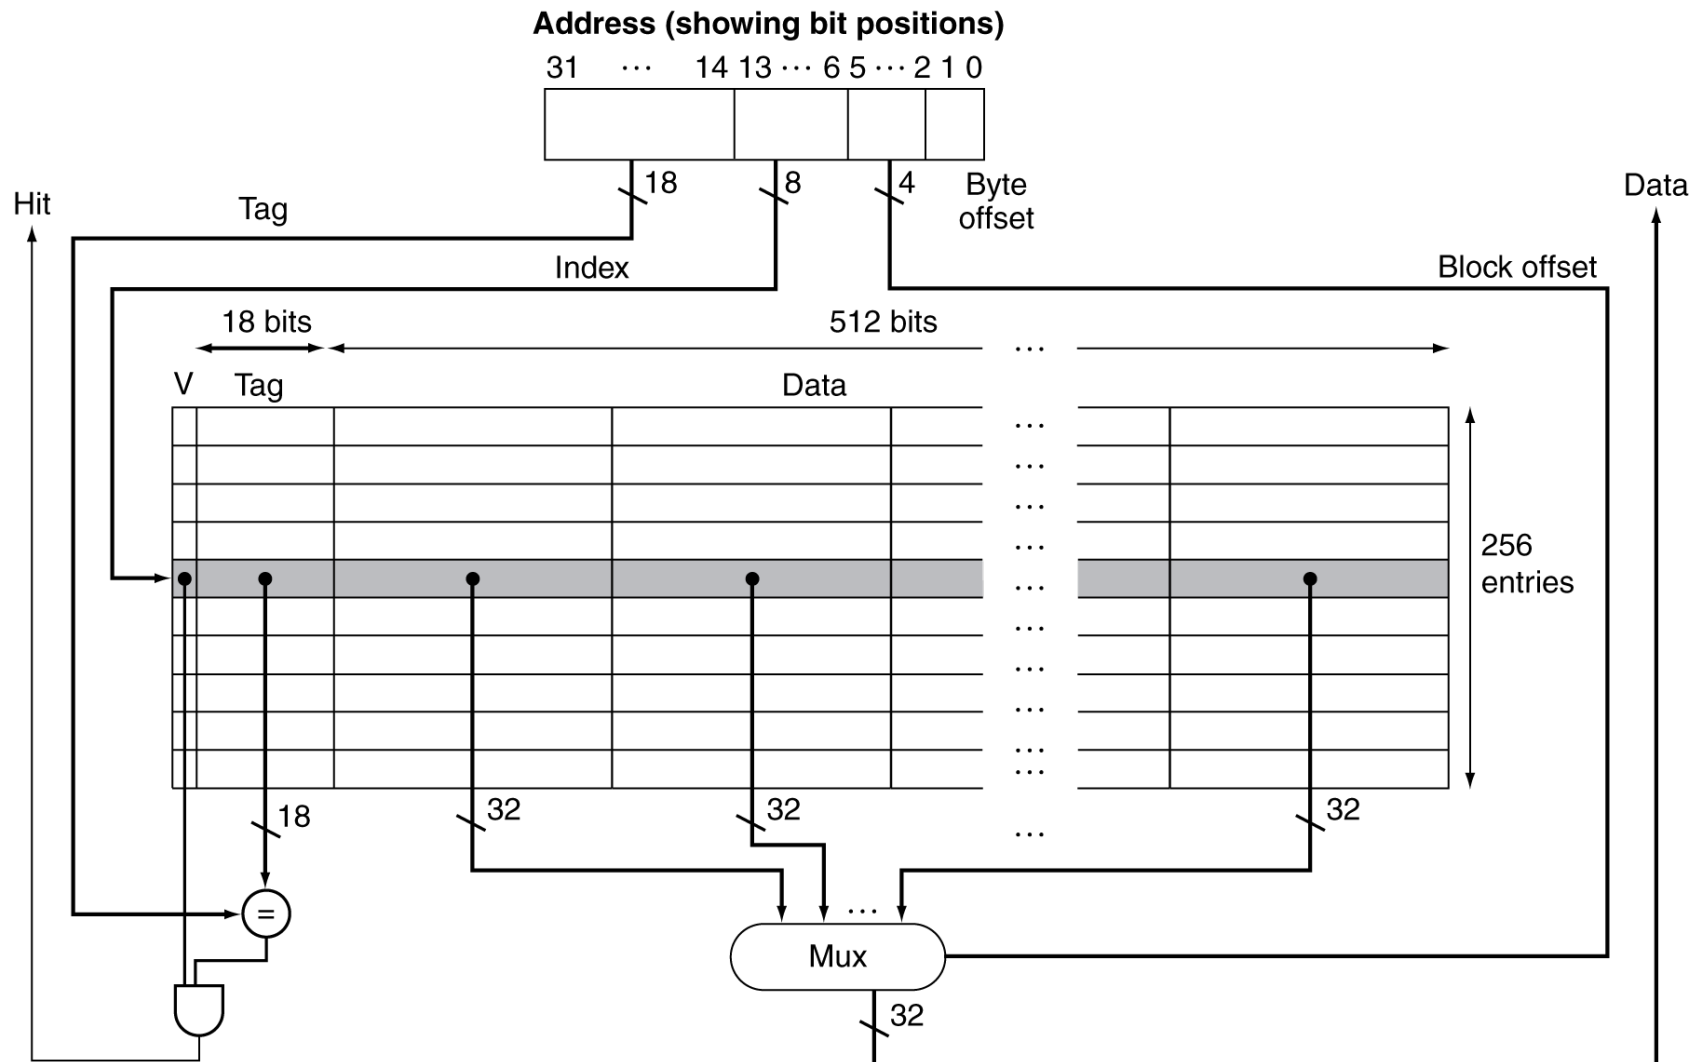 Address (showing bit positions)
31 ··· 14 13 ··· 6 5 ··· 2 1 0
18 8 4 Byte
offset
Hit
Tag
Data
Index
Block offset
18 bits
512 bits
···
V Tag Data
···
···
···
···
···
···
···
···
···
···
256
entries
18
32
32
···
32
=
···
Mux
32